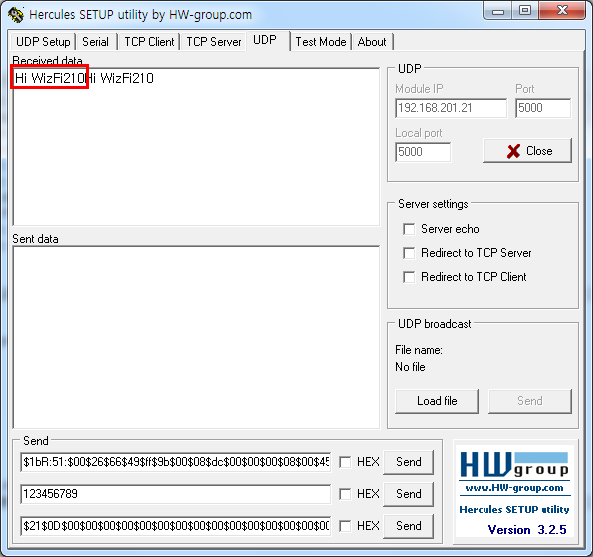 Hercules SETUP utility by HW-group.com
UDP Setup Serial TCP Client TCP Server UDP Test Mode About
Received data
Hi WizFi210Hi WizFi210
UDP
Module IP Port
192.168.201.21 5000
Local port
5000 Close
Server settings
Server echo
Redirect to TCP Server
Redirect to TCP Client
Sent data
UDP broadcast
File name:
No file
Load file Send
Send
$1bR:51:$00$26$66$49$ff$9b$00$08$dc$00$00$00$08$00$45 HEX Send
123456789 HEX Send
$21$0D$00$00$00$00$00$00$00$00$00$00$00$00$00$00 HEX Send
HWgroup
www.HW-group.com
Hercules SETUP utility
Version 3.2.5